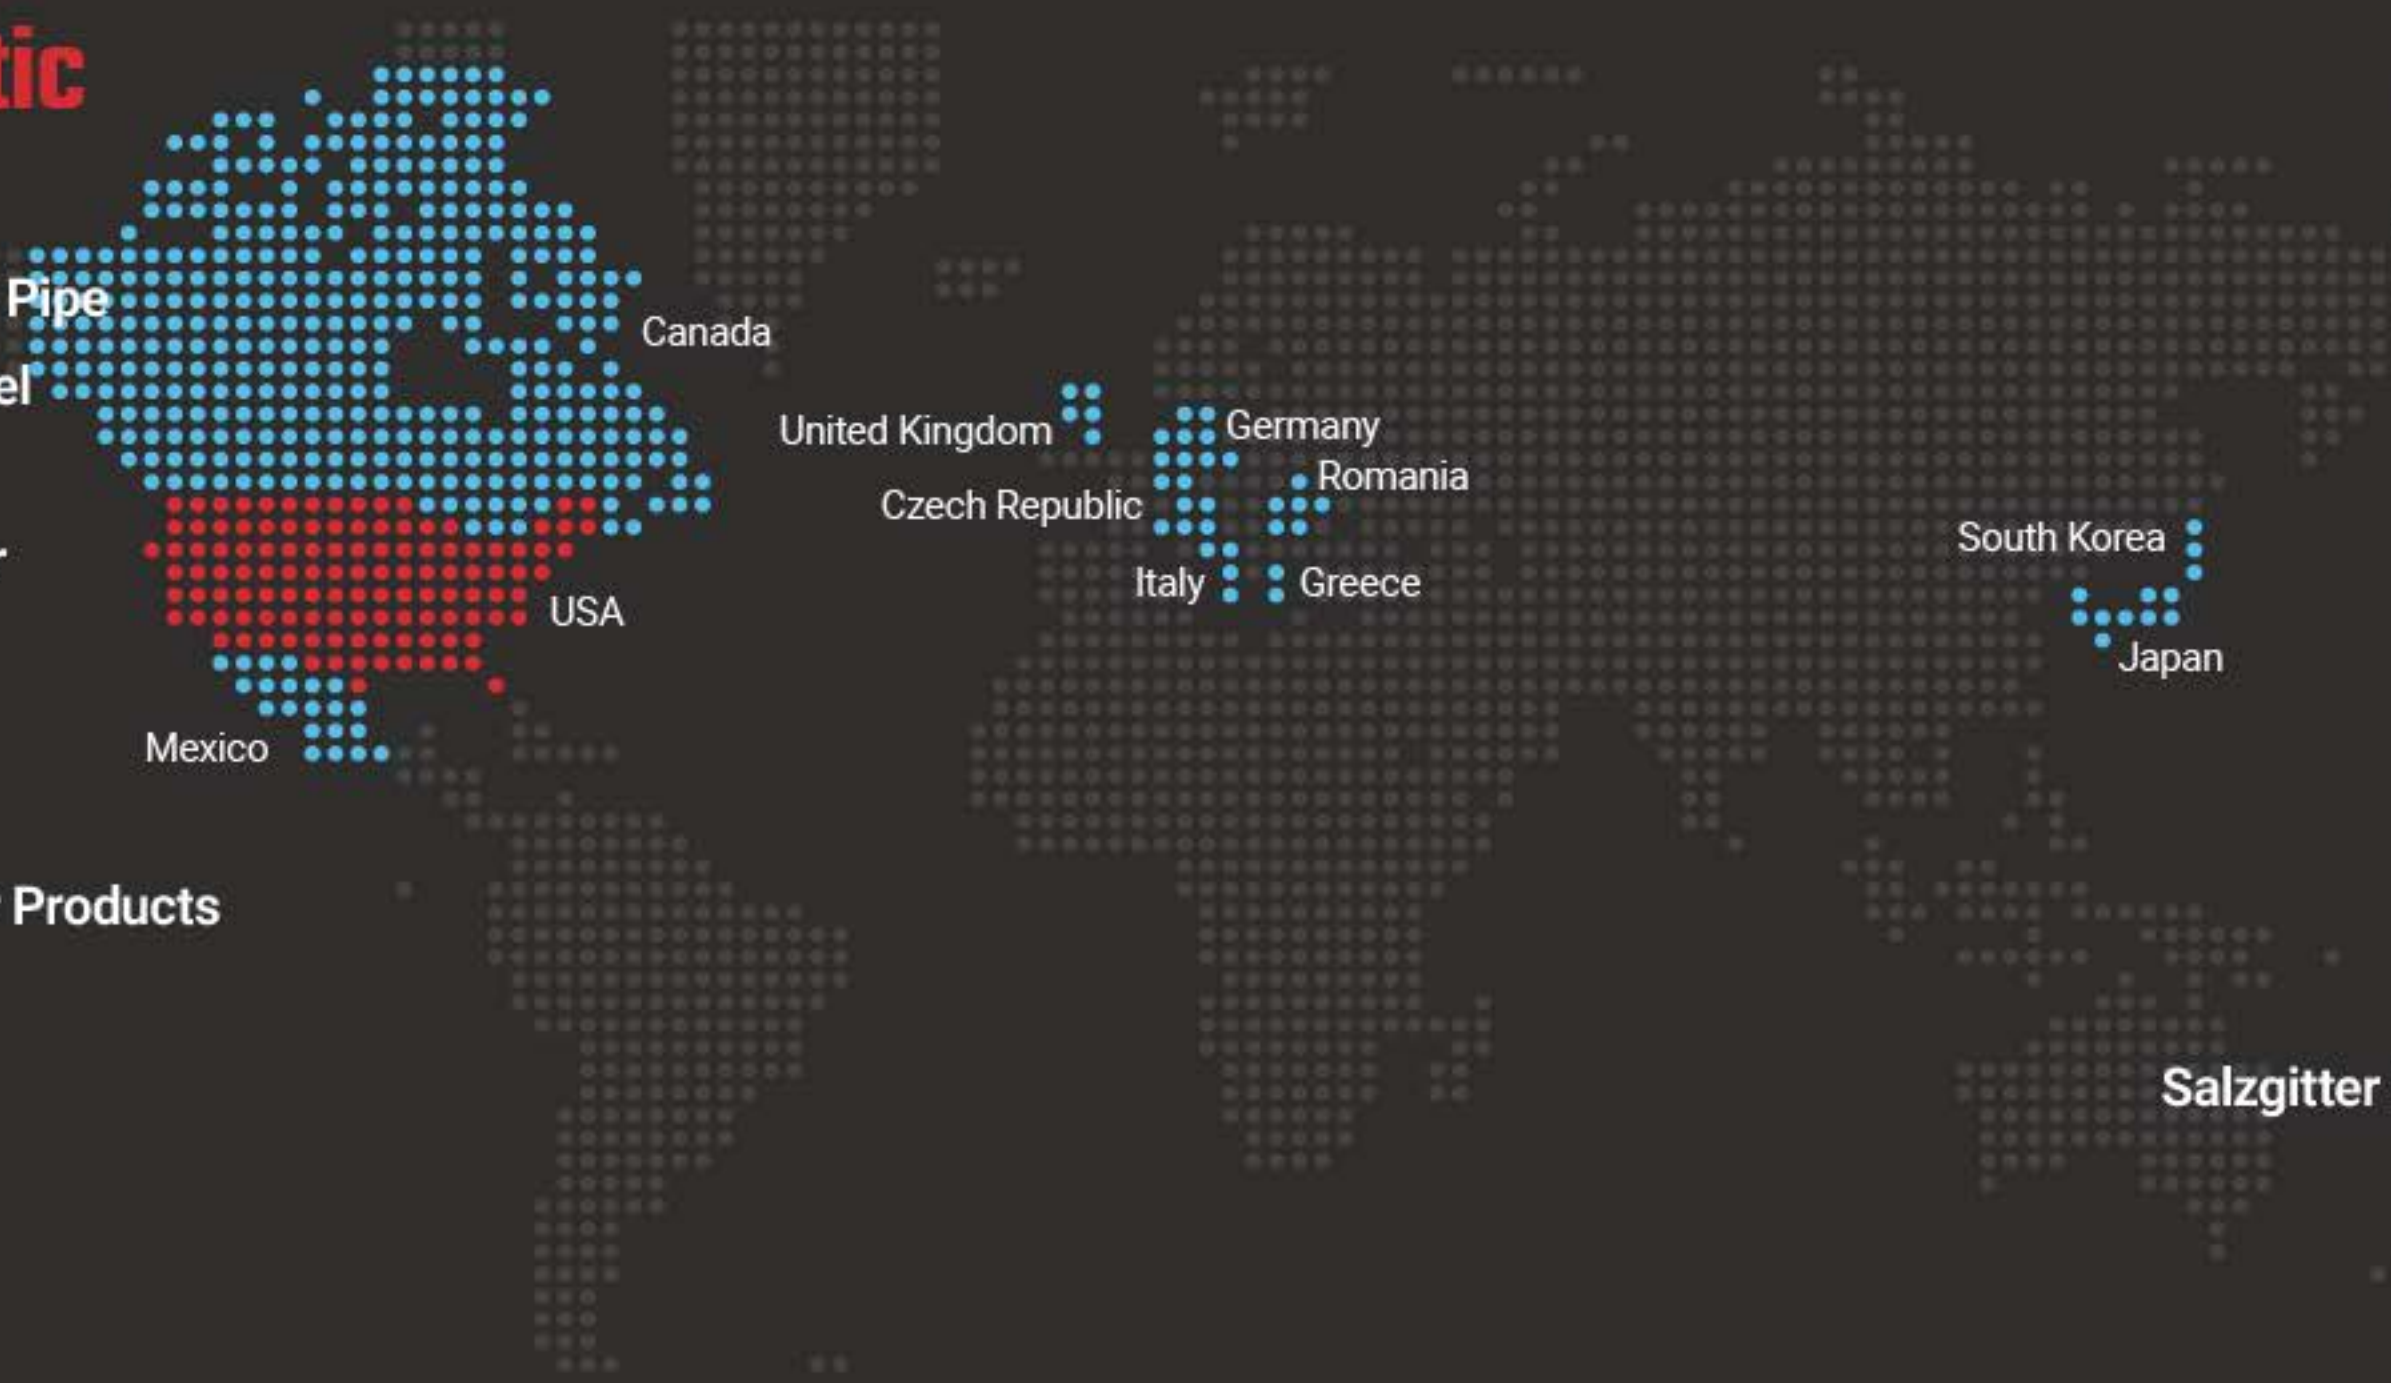 tic
Pipe
Canada
el
United Kingdom
Germany
Romania
Czech Republic
South Korea
r
Italy
Greece
USA
Japan
Mexico
Products
Salzgitter